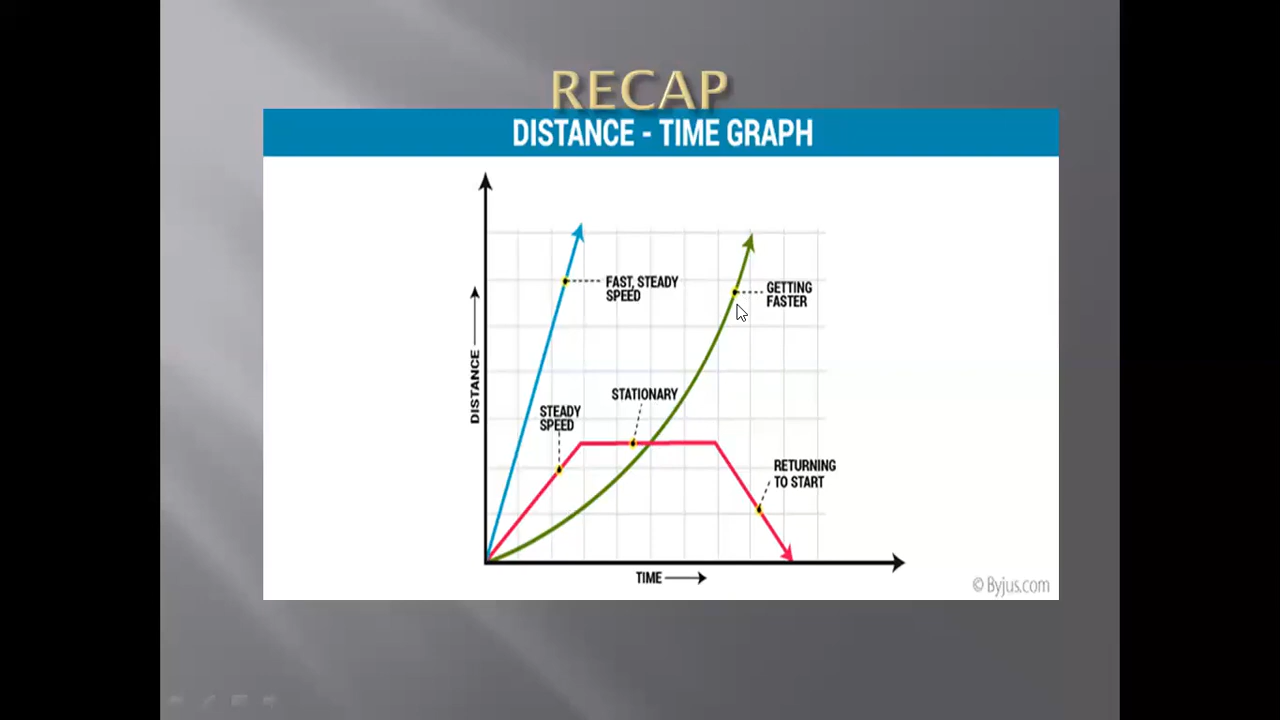 RECAP
DISTANCE - TIME GRAPH
FAST, STEADY
SPEED
GETTING
FASTER
DISTANCE
STATIONARY
STEADY
SPEED
RETURNING
TO START
TIME
© Byjus.com